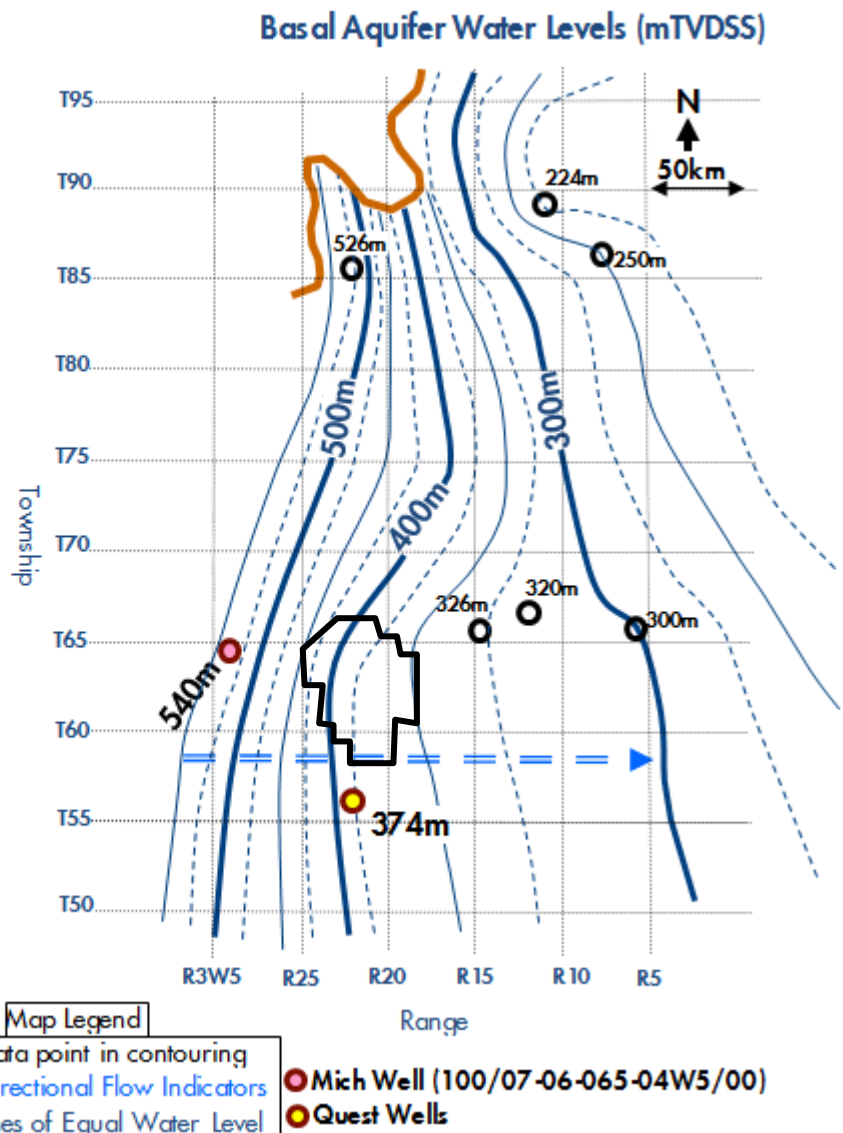 Basal Aquifer Water Levels (mTVDSS)
T95
N
T90
50km
224m
526m
250m
T85
T80
500m
300m
T75
400m
Township
T70
320m
326m
300m
T65
540m
T60
T55
374m
T50
R3W5 R25 R20 R15 R10 R5
Map Legend
Range
ata point in contouring
rectional Flow Indicators
Mich Well (100/07-06-065-04W5/00)
es of Equal Water Level
Quest Wells